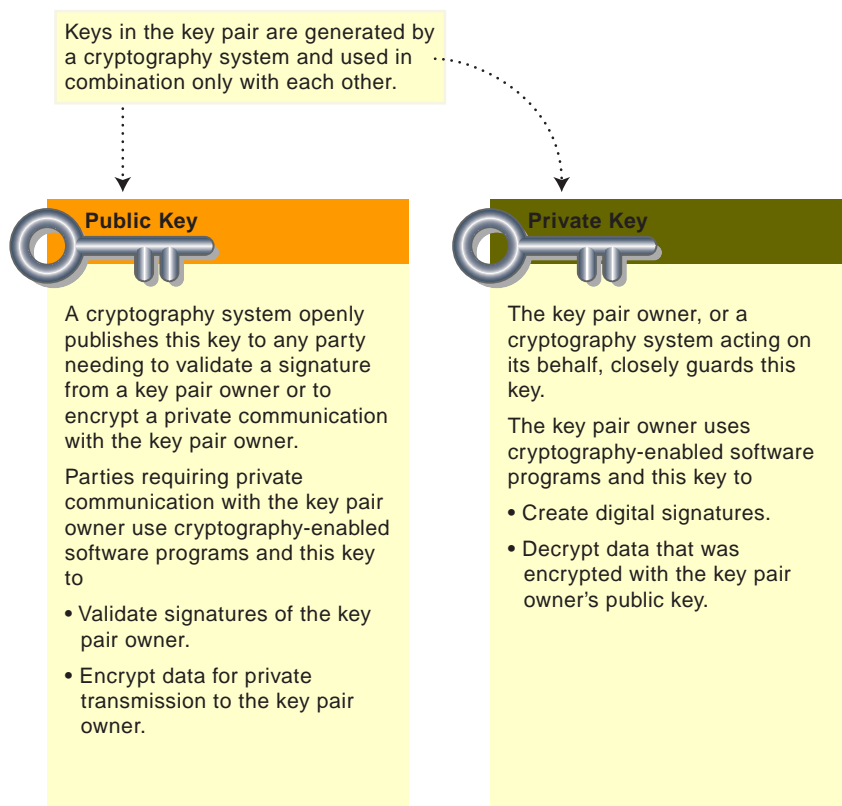 Keys in the key pair are generated by
a cryptography system and used in
combination only with each other.
Public Key
A cryptography system openly
publishes this key to any party
needing to validate a signature
from a key pair owner or to
encrypt a private communication
with the key pair owner.
Parties requiring private
communication with the key pair
owner use cryptography-enabled
software programs and this key
to
• Validate signatures of the key
pair owner.
• Encrypt data for private
transmission to the key pair
owner.
Private Key
The key pair owner, or a
cryptography system acting on
its behalf, closely guards this
key.
The key pair owner uses
cryptography-enabled software
programs and this key to
• Create digital signatures.
• Decrypt data that was
encrypted with the key pair
owner’s public key.